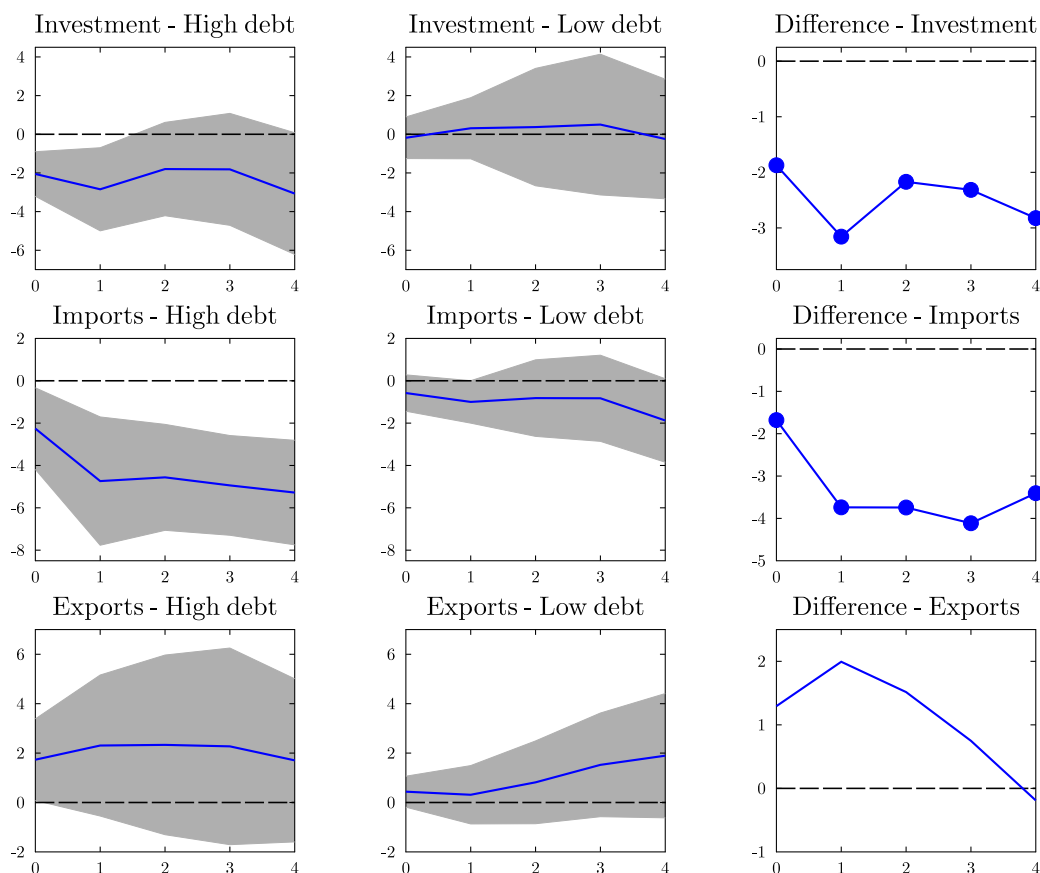 Investment - High debt
Investment - Low debt
Difference - Investment
4
2
0
-2
-4
-6
0 1 2 3 4
4
2
0
-2
-4
-6
0 1 2 3 4
0
-1
-2
-3
0 1 2 3 4
Imports - High debt
Imports - Low debt
Difference - Imports
2
0
-2
-4
-6
-8
0 1 2 3 4
2
0
-2
-4
-6
-8
0 1 2 3 4
0
-1
-2
-3
-4
-5
0 1 2 3 4
Exports - High debt
Exports - Low debt
Difference - Exports
6
4
2
0
-2
0 1 2 3 4
6
4
2
0
-2
0 1 2 3 4
2
1
0
-1
0 1 2 3 4